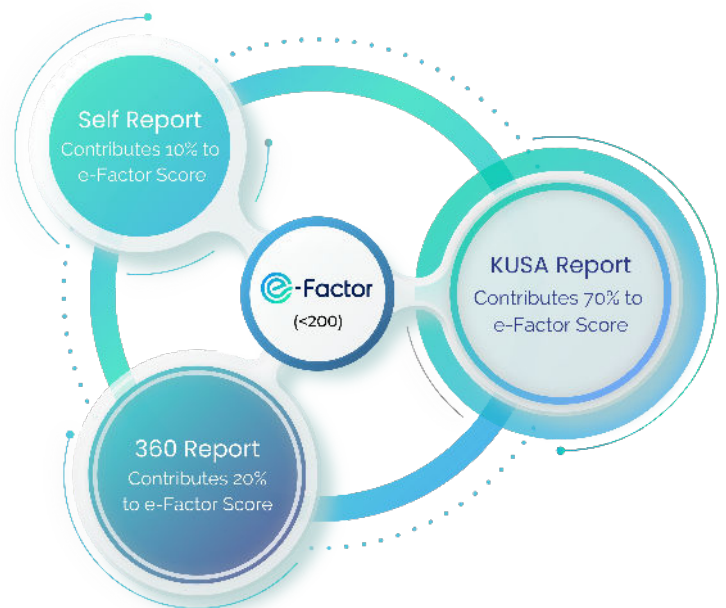 Self Report
Contributes 10% to
e-Factor Score
e-Factor
(<200)
KUSA Report
Contributes 70% to
e-Factor Score
360 Report
Contributes 20%
to e-Factor Score